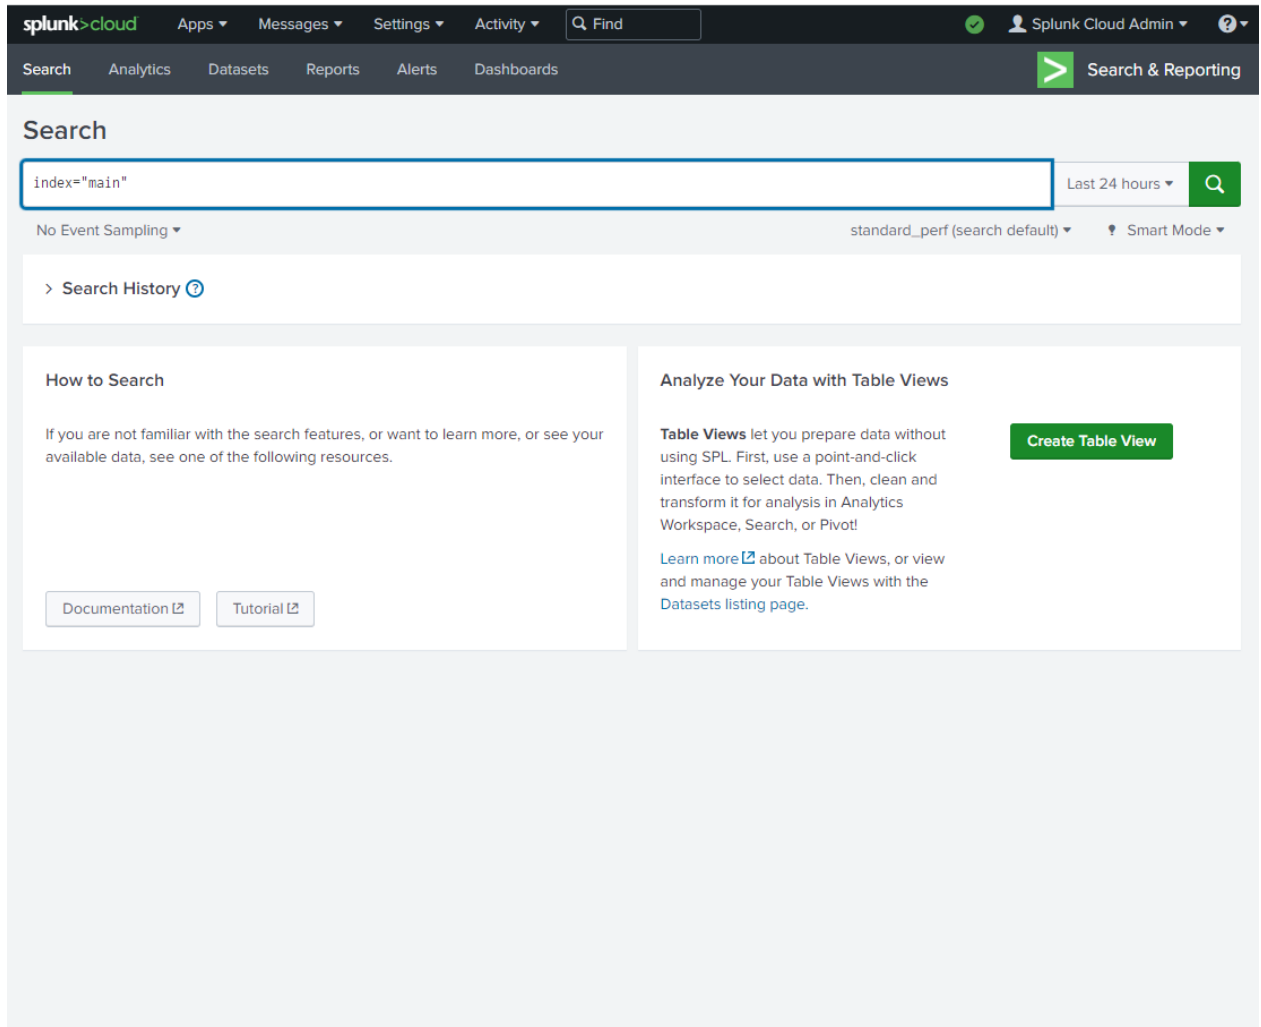 splunk>cloud Apps Messages Settings Activity Find Splunk Cloud Admin ?
Search Analytics Datasets Reports Alerts Dashboards > Search & Reporting
Search
index="main" Last 24 hours
No Event Sampling standard_perf (search default) Smart Mode
> Search History ?
How to Search
If you are not familiar with the search features, or want to learn more, or see your
available data, see one of the following resources.
Documentation Tutorial
Analyze Your Data with Table Views
Table Views let you prepare data without
using SPL. First, use a point-and-click
interface to select data. Then, clean and
transform it for analysis in Analytics
Workspace, Search, or Pivot!
Learn more about Table Views, or view
and manage your Table Views with the
Datasets listing page.
Create Table View